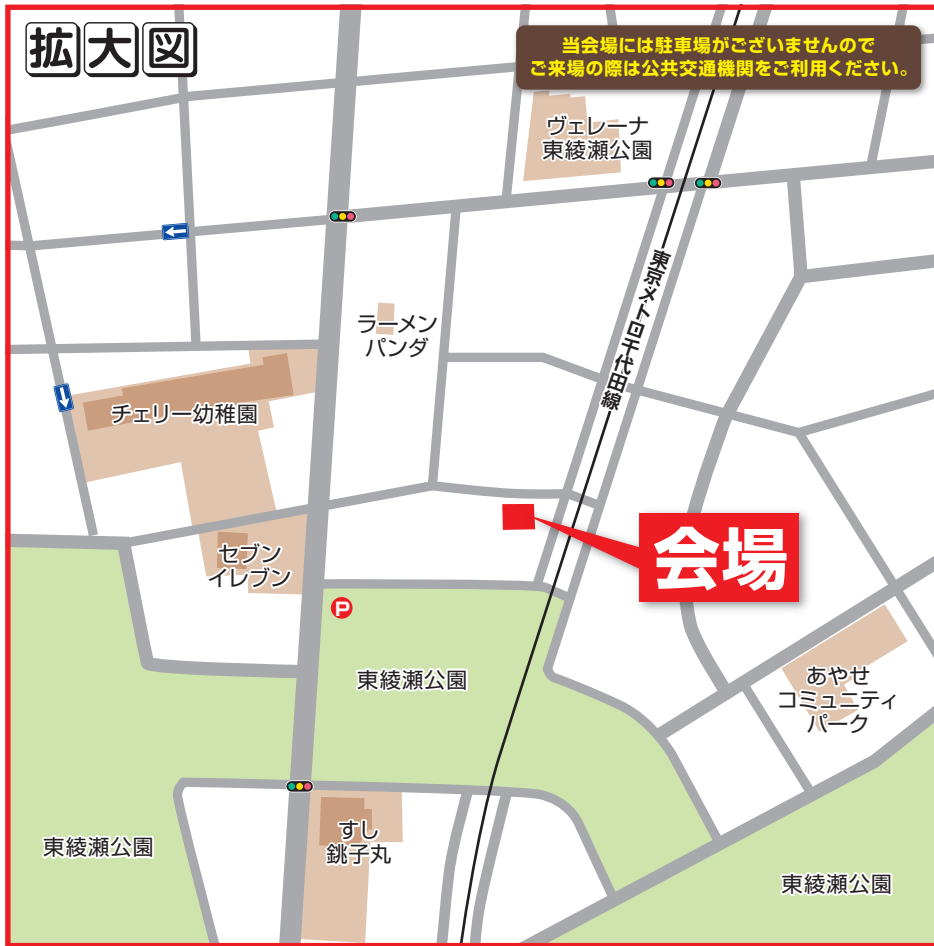 拡大図
当会場には駐車場がございませんので
ご来場の際は公共交通機関をご利用ください。
ヴェレーナ
東綾瀬公園
東京メトロ千代田線
ラーメン
パンダ
チェリー幼稚園
セブン
イレブン
会場
P
東綾瀬公園
あやせ
コミュニティ
パーク
すし
銚子丸
東綾瀬公園
東綾瀬公園